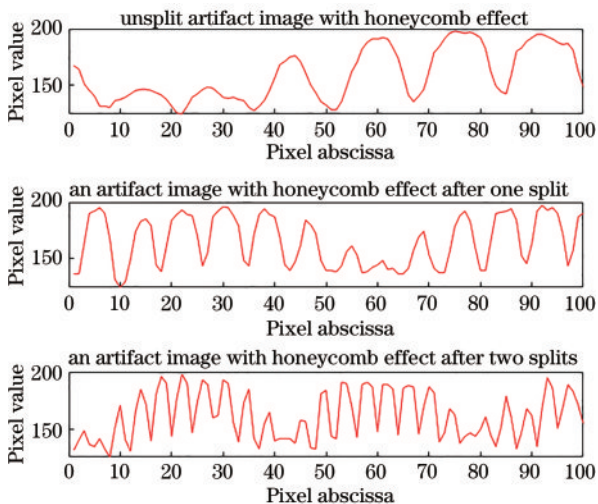 unsplit artifact image with honeycomb effect
200
150
Pixel value
0 10 20 30 40 50 60 70 80 90 100
Pixel abscissa
an artifact image with honeycomb effect after one split
200
150
Pixel value
0 10 20 30 40 50 60 70 80 90 100
Pixel abscissa
an artifact image with honeycomb effect after two splits
200
150
Pixel value
0 10 20 30 40 50 60 70 80 90 100
Pixel abscissa